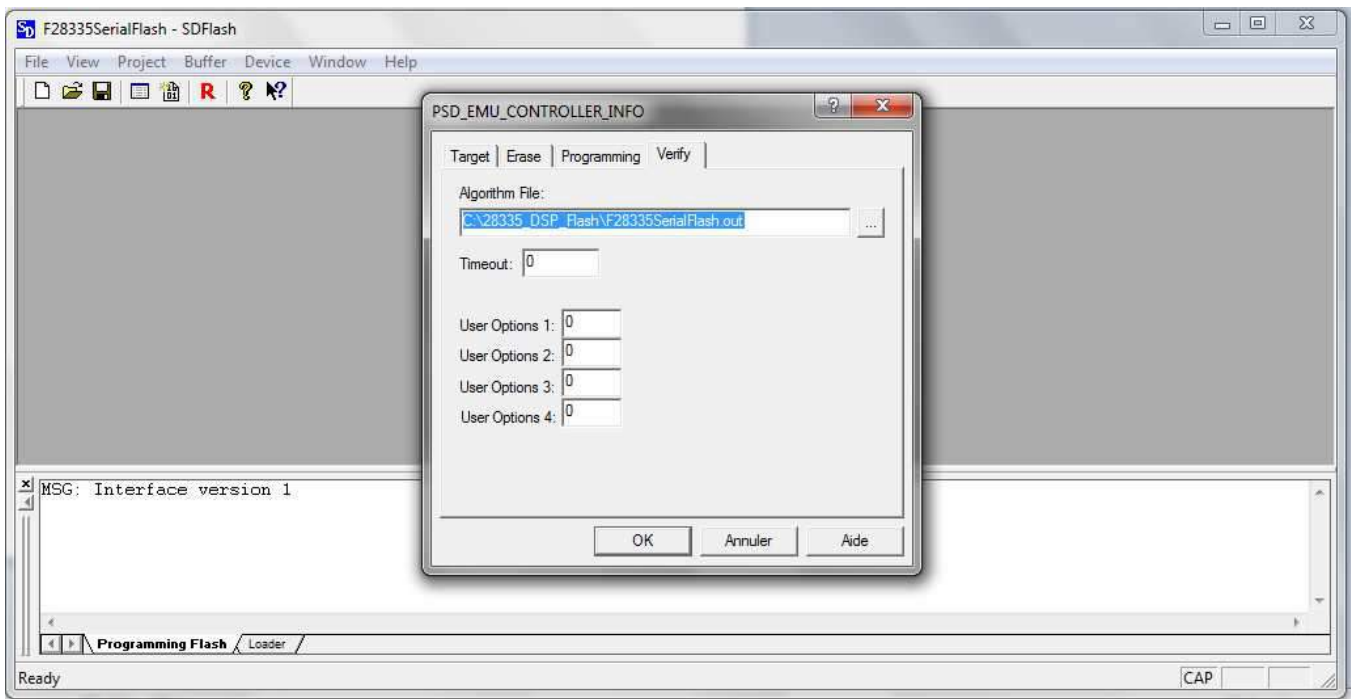 F28335SerialFlash - SDFlash
File View Project Buffer Device Window Help
R
PSD_EMU_CONTROLLER_INFO
Target Erase Programming Verify
Algorithm File:
C:\28335_DSP_Flash\F28335SerialFlash.out
...
Timeout: 0
User Options 1: 0
User Options 2: 0
User Options 3: 0
User Options 4: 0
OK Annuler Aide
MSG: Interface version 1
Programming Flash Loader
Ready CAP